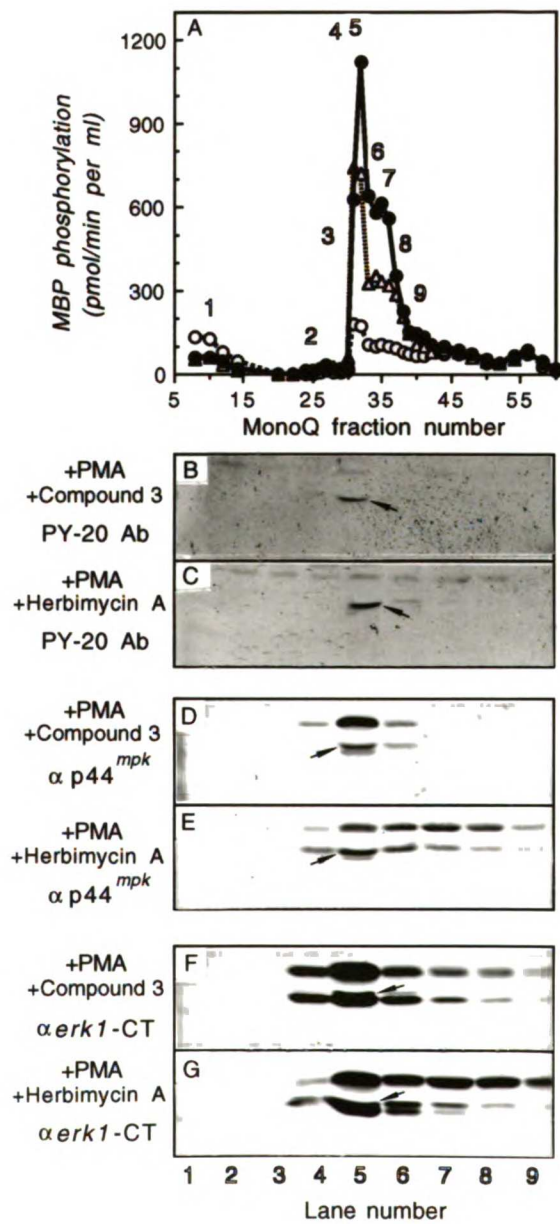 A
4 5
1200
900
600
300
0
MBP phosphorylation
(pmol/min per ml)
6
7
3
8
9
1
2
5 15 25 35 45 55
MonoQ fraction number
+PMA
+Compound 3
PY-20 Ab
B
+PMA
+Herbimycin A
PY-20 Ab
C
+PMA
+Compound 3
α p44mpk
D
+PMA
+Herbimycin A
α p44mpk
E
+PMA
+Compound 3
αerk1-CT
F
+PMA
+Herbimycin A
αerk1-CT
G
1 2 3 4 5 6 7 8 9
Lane number